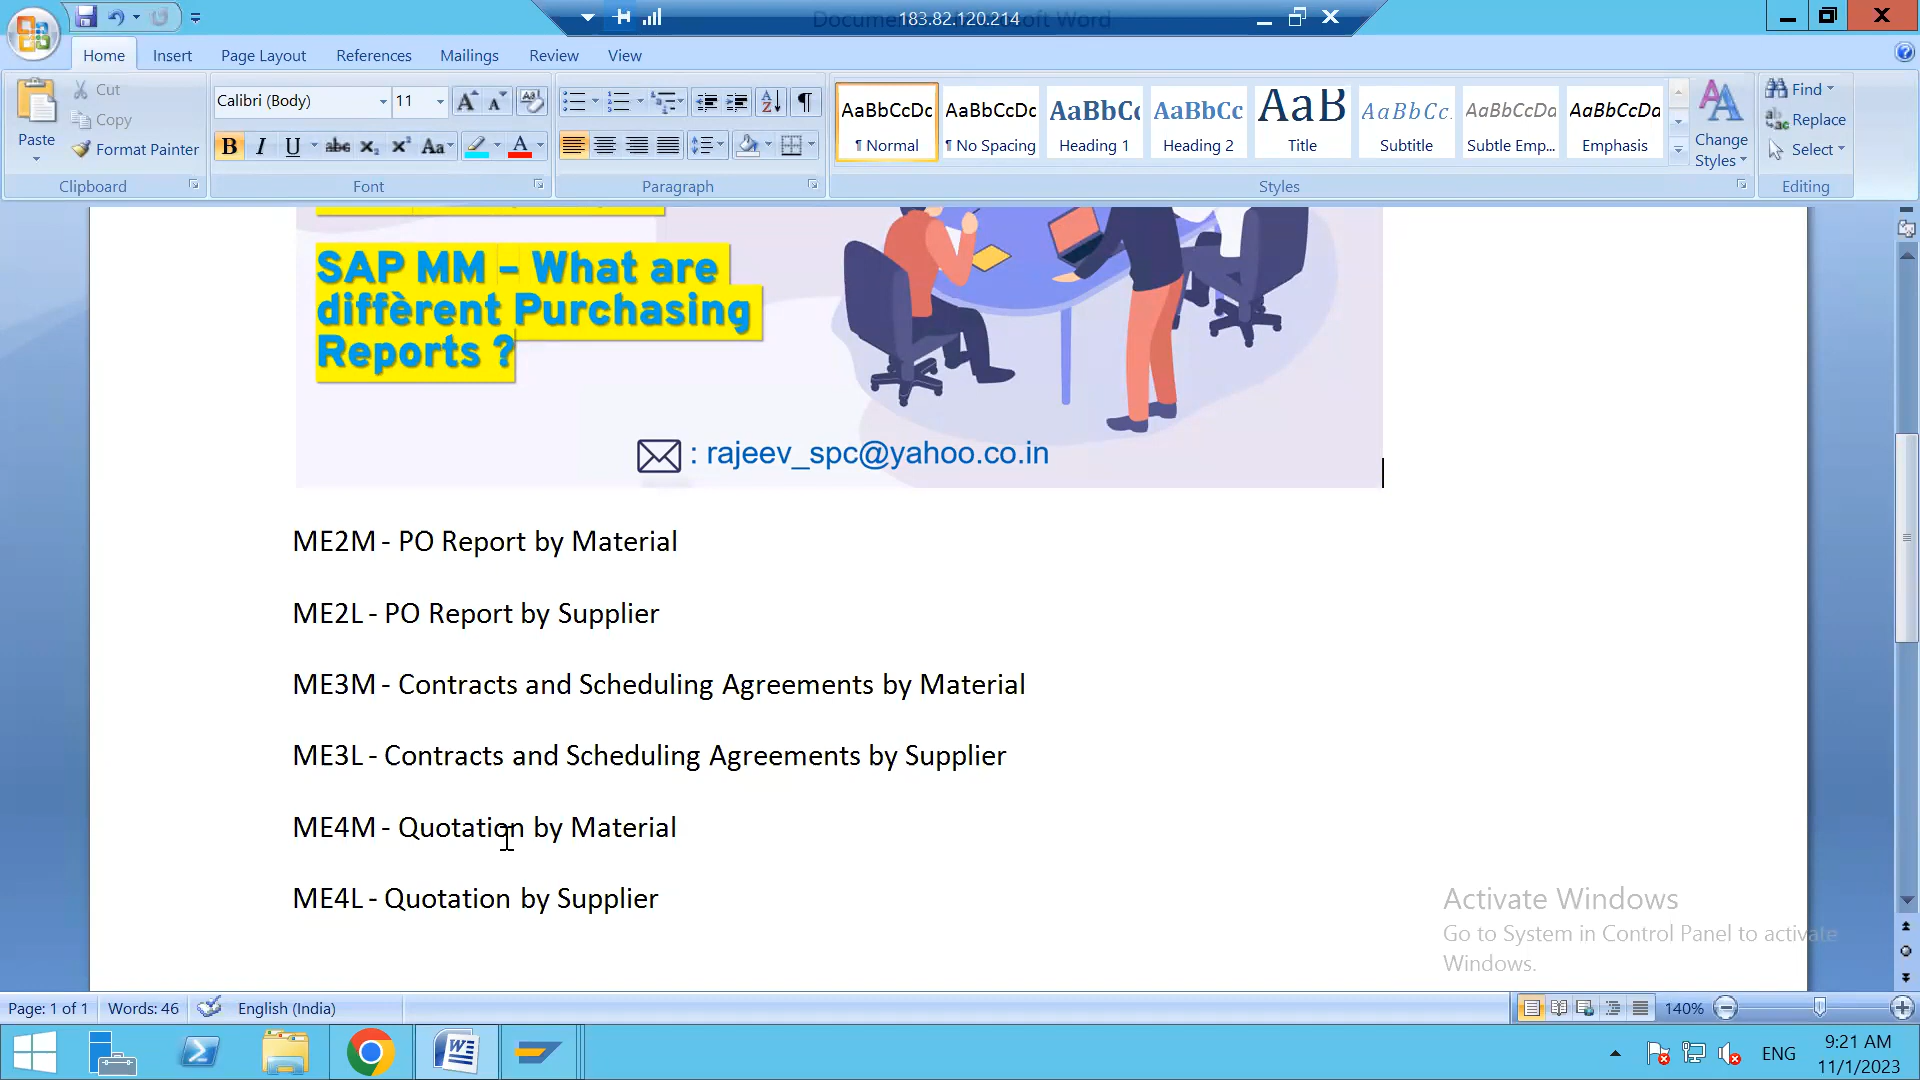 Document1 - Microsoft Word
183.82.120.214
Home Insert Page Layout References Mailings Review View
Paste
Cut
Copy
Format Painter
Clipboard
Calibri (Body) 11
Font
Paragraph
AaBbCcDc AaBbCcDc AaBbC AaBbCc AaB AaBbCc. AaBbCcDa AaBbCcDa
¶ Normal ¶ No Spacing Heading 1 Heading 2 Title Subtitle Subtle Emp... Emphasis
Change Styles
Styles
Find
Replace
Select
Editing
SAP MM – What are
diffèrent Purchasing
Reports ?
: rajeev_spc@yahoo.co.in
ME2M - PO Report by Material
ME2L - PO Report by Supplier
ME3M - Contracts and Scheduling Agreements by Material
ME3L - Contracts and Scheduling Agreements by Supplier
ME4M - Quotation by Material
ME4L - Quotation by Supplier
Activate Windows
Go to System in Control Panel to activate
Windows.
Page: 1 of 1 Words: 46 English (India) 140%
ENG
9:21 AM
11/1/2023